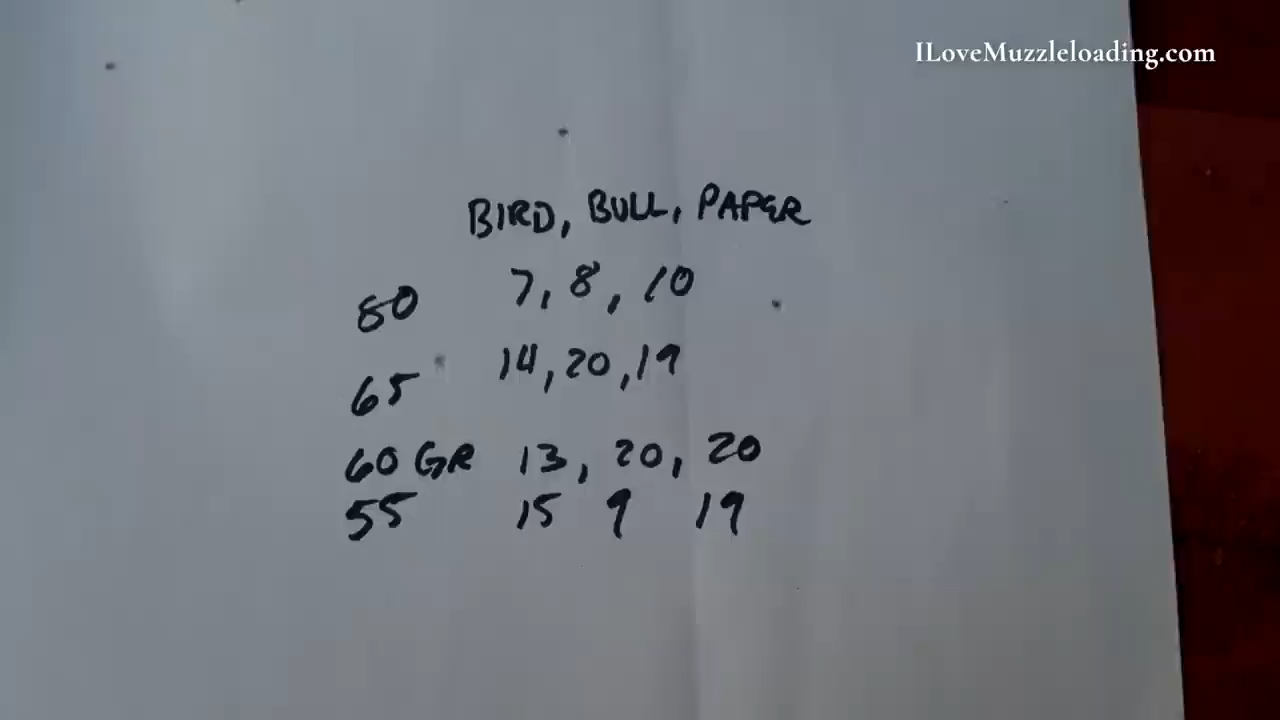 ILoveMuzzleloading.com
BIRD, BULL, PAPER
80 7, 8, 10
65 14, 20, 19
60 GR 13, 20, 20
55 15 9 19